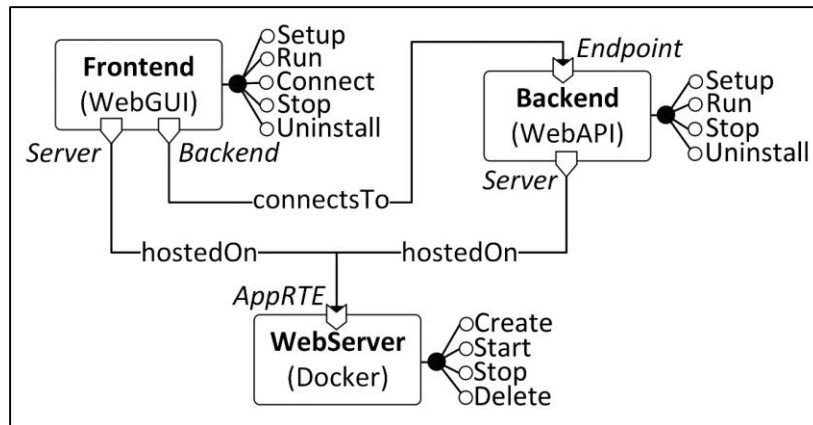 Frontend
(WebGUI)
Setup
Run
Connect
Stop
Uninstall
Server
Backend
connectsTo
Endpoint
Backend
(WebAPI)
Setup
Run
Stop
Uninstall
Server
hostedOn
hostedOn
AppRTE
WebServer
(Docker)
Create
Start
Stop
Delete